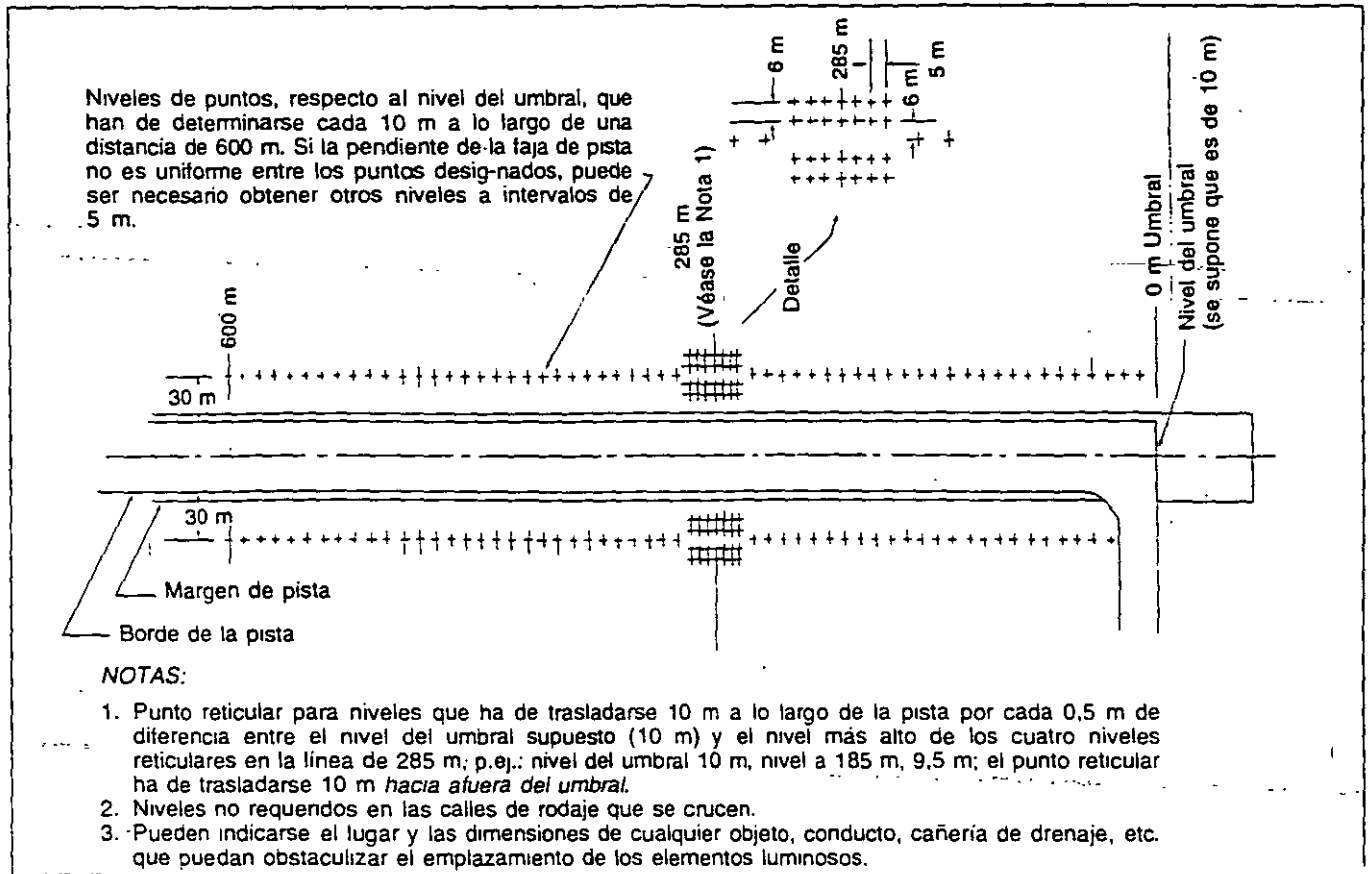 Niveles de puntos, respecto al nivel del umbral, que
han de determinarse cada 10 m a lo largo de una
distancia de 600 m. Si la pendiente de la faja de pista
no es uniforme entre los puntos desig-nados, puede
ser necesario obtener otros niveles a intervalos de
5 m.
6 m
285 m
5 m
6 m
285 m
(Véase la Nota 1)
Detalle
0 m Umbral
Nivel del umbral
(se supone que es de 10 m)
600 m
30 m
30 m
Margen de pista
Borde de la pista
NOTAS:
1. Punto reticular para niveles que ha de trasladarse 10 m a lo largo de la pista por cada 0,5 m de
diferencia entre el nivel del umbral supuesto (10 m) y el nivel más alto de los cuatro niveles
reticulares en la línea de 285 m; p.ej.: nivel del umbral 10 m, nivel a 185 m, 9,5 m; el punto reticular
ha de trasladarse 10 m hacia afuera del umbral.
2. Niveles no requeridos en las calles de rodaje que se crucen.
3. Pueden indicarse el lugar y las dimensiones de cualquier objeto, conducto, cañería de drenaje, etc.
que puedan obstaculizar el emplazamiento de los elementos luminosos.